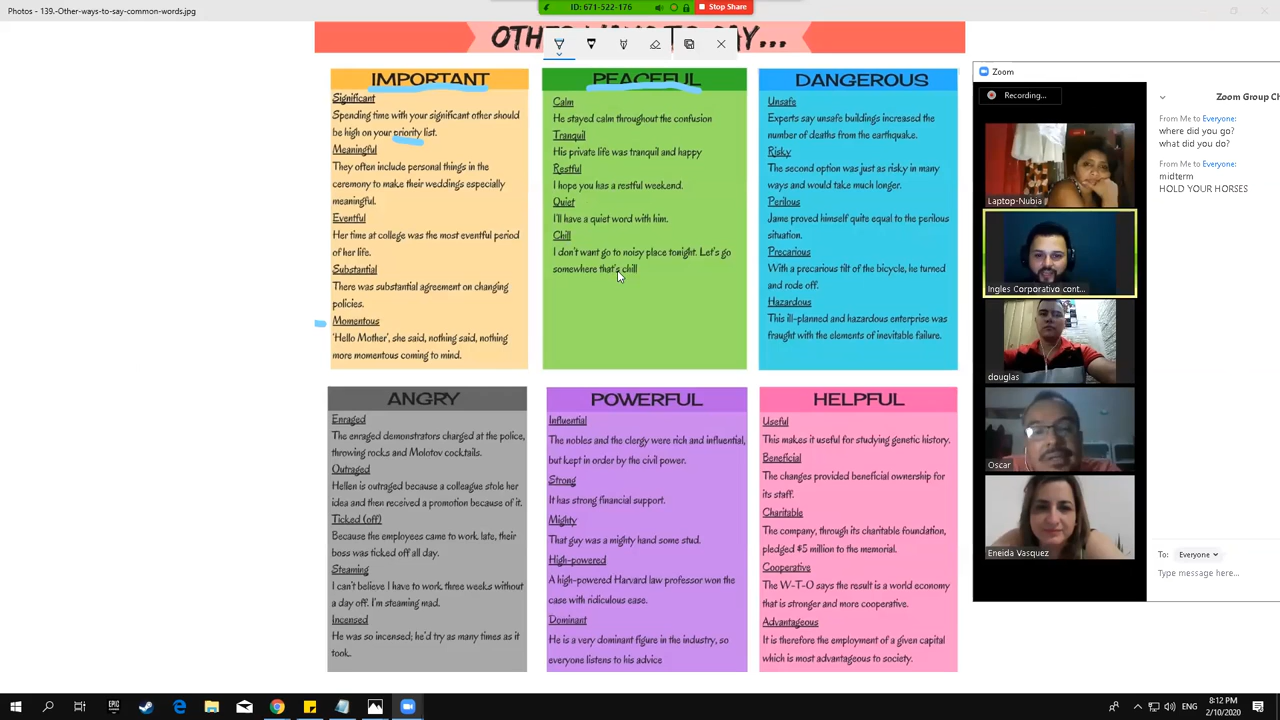 Photos - 139.-Other-ways-to-say-common-words.jpg
ID: 671-522-176
Stop Share
OTHER WAYS TO SAY...
IMPORTANT
Significant
Spending time with your significant other should
be high on your priority list.
Meaningful
They often include personal things in the
ceremony to make their weddings especially
meaningful.
Eventful
Her time at college was the most eventful period
of her life.
Substantial
There was substantial agreement on changing
policies.
Momentous
'Hello Mother', she said, nothing said, nothing
more momentous coming to mind.
PEACEFUL
Calm
He stayed calm throughout the confusion
Tranquil
His private life was tranquil and happy
Restful
I hope you has a restful weekend.
Quiet
I'll have a quiet word with him.
Chill
I don't want go to noisy place tonight. Let's go
somewhere that's chill
DANGEROUS
Unsafe
Experts say unsafe buildings increased the
number of deaths from the earthquake.
Risky
The second option was just as risky in many
ways and would take much longer.
Perilous
Jame proved himself quite equal to the perilous
situation.
Precarious
With a precarious tilt of the bicycle, he turned
and rode off.
Hazardous
This ill-planned and hazardous enterprise was
fraught with the elements of inevitable failure.
ANGRY
Enraged
The enraged demonstrators charged at the police,
throwing rocks and Molotov cocktails.
Outraged
Hellen is outraged because a colleague stole her
idea and then received a promotion because of it.
Ticked (off)
Because the employees came to work late, their
boss was ticked off all day.
Steaming
I can't believe I have to work three weeks without
a day off. I'm steaming mad.
Incensed
He was so incensed; he'd try as many times as it
took.
POWERFUL
Influential
The nobles and the clergy were rich and influential,
but kept in order by the civil power.
Strong
It has strong financial support.
Mighty
That guy was a mighty hand some stud.
High-powered
A high-powered Harvard law professor won the
case with ridiculous ease.
Dominant
He is a very dominant figure in the industry, so
everyone listens to his advice
HELPFUL
Useful
This makes it useful for studying genetic history.
Beneficial
The changes provided beneficial ownership for
its staff.
Charitable
The company, through its charitable foundation,
pledged $5 million to the memorial.
Cooperative
The W-T-O says the result is a world economy
that is stronger and more cooperative.
Advantageous
It is therefore the employment of a given capital
which is most advantageous to society.
Zoom
Recording...
Laptop-Nubia
Ingles Corporativo cont...
douglas
Oscar
Eneida Vasquez
Zoom Group Ch
From Me to Everyone:
where did you go?
what did you do?
From Me to Everyone:
midterm
HOLD YOUR HORSES
To: Everyone
Type message here...
EPIC
GAMES
ENG
8:12 PM
2/10/2020